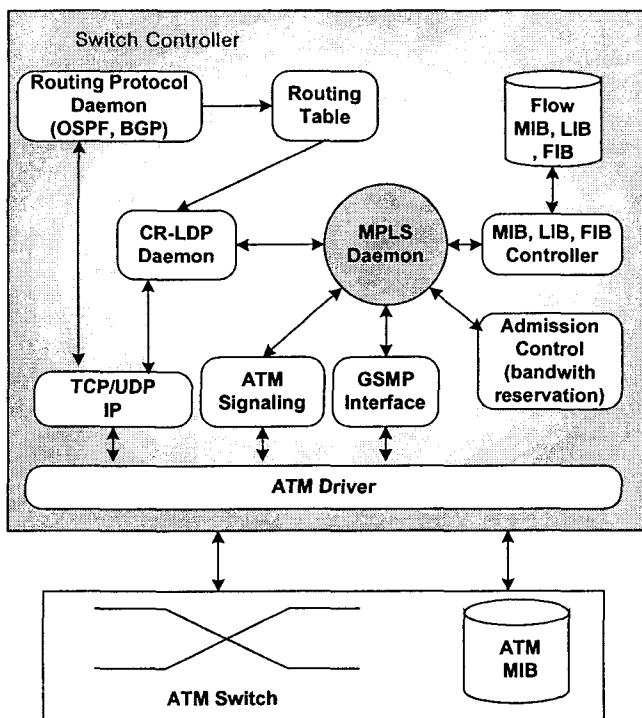 Switch Controller
Routing Protocol
Daemon
(OSPF, BGP)
Routing
Table
Flow
MIB, LIB
, FIB
CR-LDP
Daemon
MPLS
Daemon
MIB, LIB, FIB
Controller
Admission
Control
(bandwith
reservation)
TCP/UDP
IP
ATM
Signaling
GSMP
Interface
ATM Driver
ATM Switch
ATM
MIB